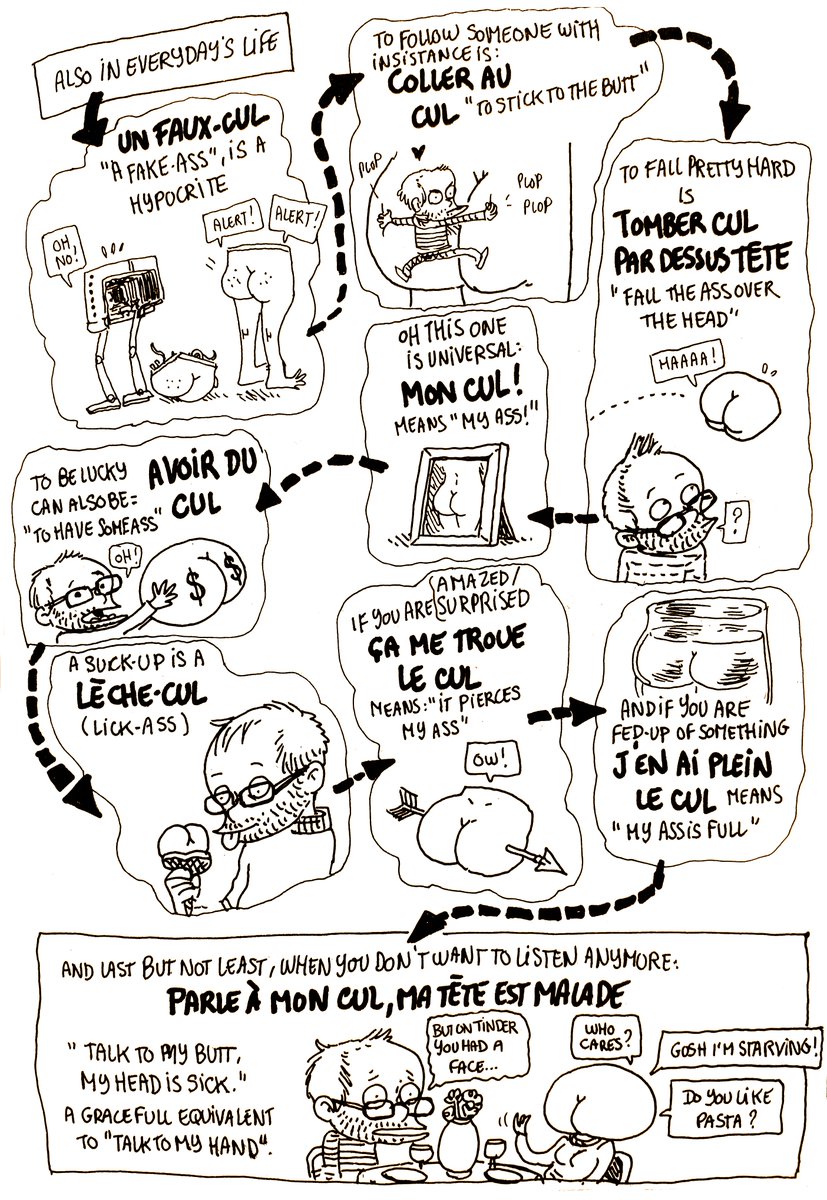 ALSO IN EVERYDAY'S LIFE
UN FAUX-CUL
"A FAKE-ASS", IS A
HYPOCRITE
OH,
NO!
ALERT!
ALERT!
TO FOLLOW SOMEONE WITH
INSISTANCE IS:
COLLER AU
CUL "TO STICK TO THE BUTT"
PLOP
PLOP
PLOP
TO FALL PRETTY HARD
IS
TOMBER CUL
PAR DESSUS TÊTE
"FALL THE ASS OVER
THE HEAD"
HAAAA!
?
OH THIS ONE
IS UNIVERSAL:
MON CUL!
MEANS "MY ASS!"
TO BE LUCKY
CAN ALSO BE:
AVOIR DU
CUL
"TO HAVE SOME ASS"
OH!
$
$
A SUCK-UP IS A
LÈCHE-CUL
(LICK-ASS)
IF YOU ARE AMAZED/
SURPRISED
ÇA ME TROUE
LE CUL
MEANS: "IT PIERCES
MY ASS"
OW!
AND IF YOU ARE
FED-UP OF SOMETHING
J'EN AI PLEIN
LE CUL MEANS
"MY ASS IS FULL"
AND LAST BUT NOT LEAST, WHEN YOU DON'T WANT TO LISTEN ANYMORE:
PARLE À MON CUL, MA TÊTE EST MALADE
"TALK TO MY BUTT,
MY HEAD IS SICK."
A GRACEFULL EQUIVALENT
TO "TALK TO MY HAND".
BUT ON TINDER
YOU HAD A
FACE...
WHO
CARES?
GOSH I'M STARVING!
DO YOU LIKE
PASTA?